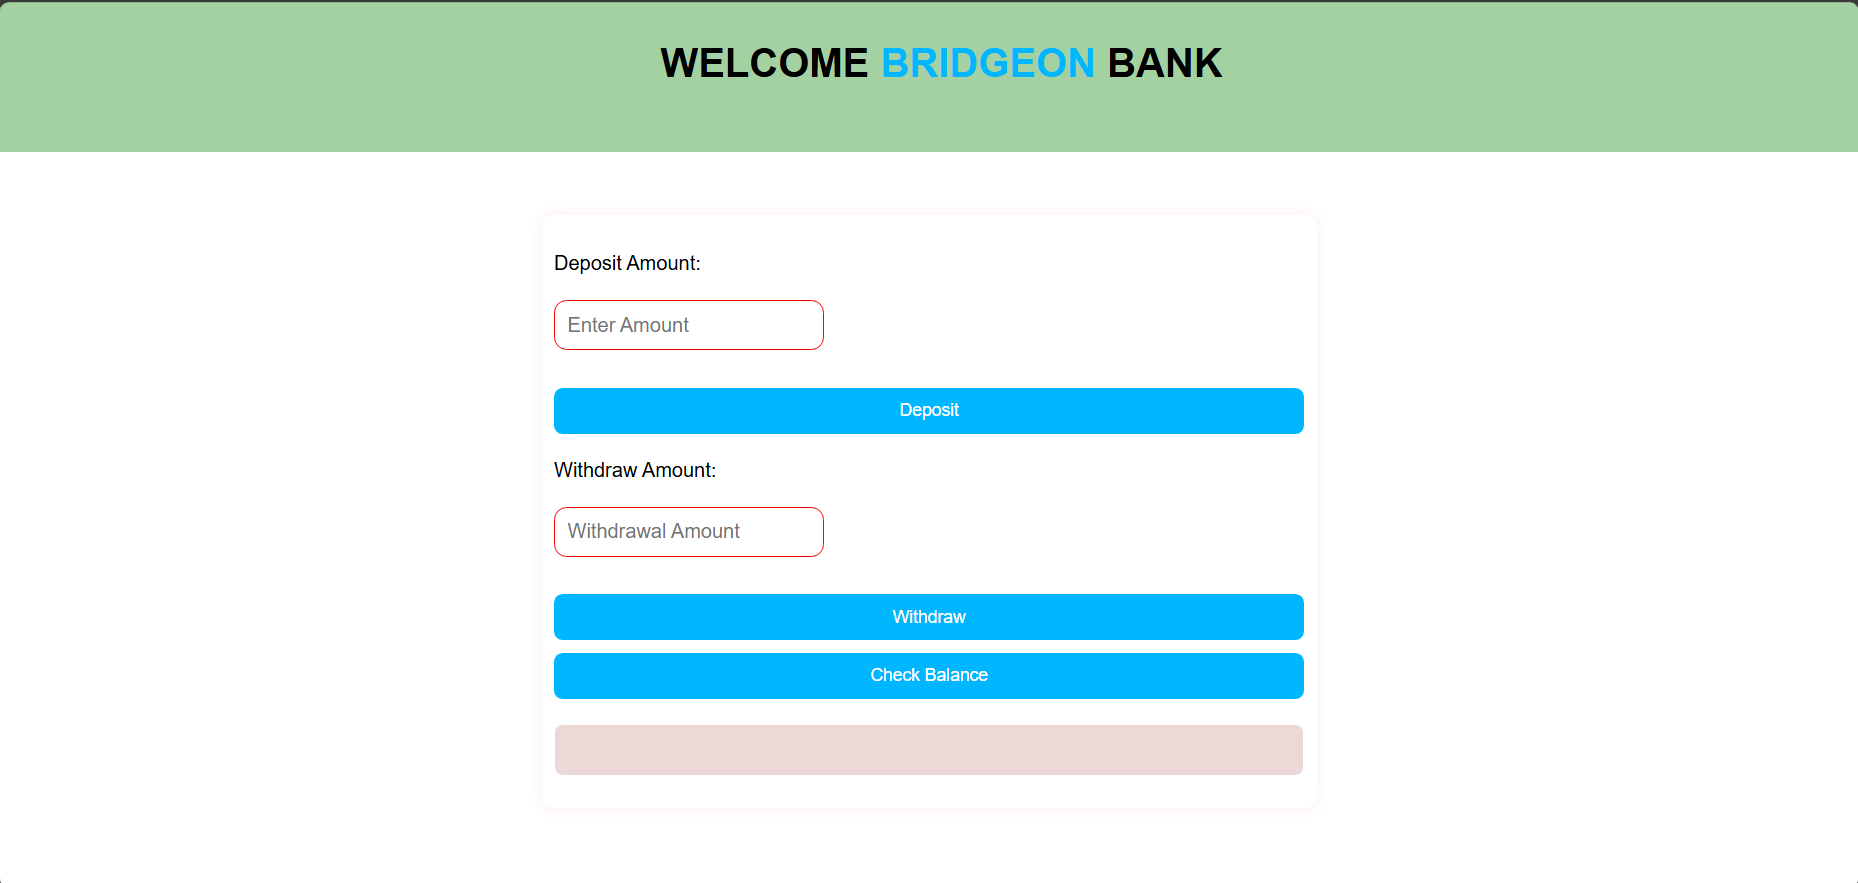 WELCOME BRIDGEON BANK
Deposit Amount:
Enter Amount
Deposit
Withdraw Amount:
Withdrawal Amount
Withdraw
Check Balance